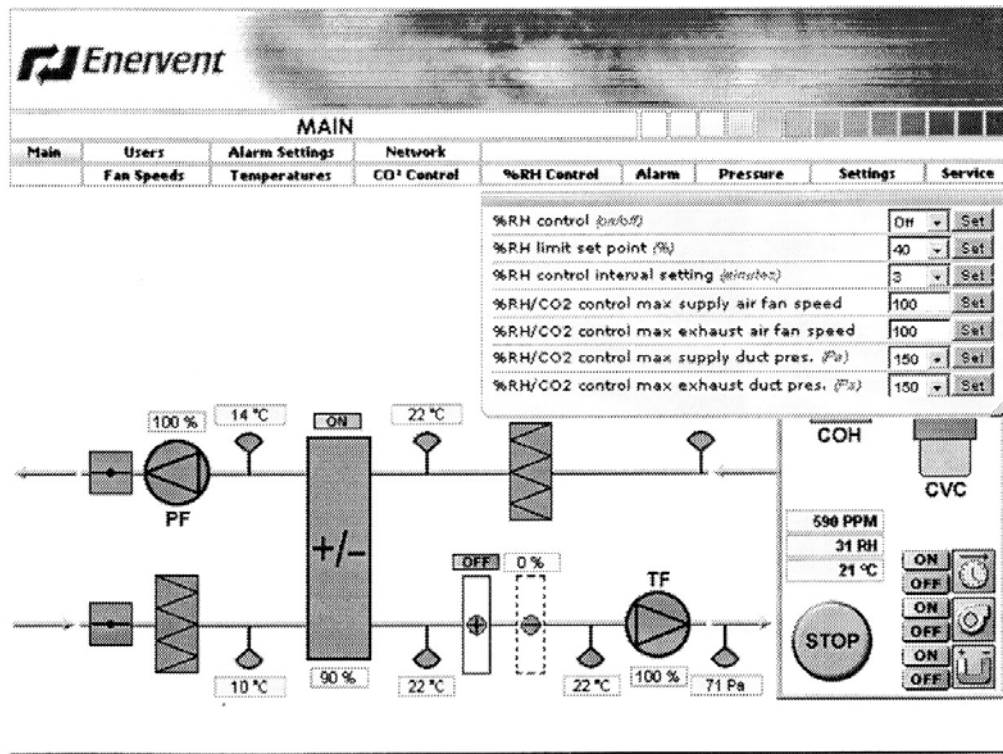 Enervent
MAIN
Main Users Alarm Settings Network
Fan Speeds Temperatures CO² Control %RH Control Alarm Pressure Settings Service
%RH control (on/off) Off Set
%RH limit set point (%) 40 Set
%RH control interval setting (minutes) 3 Set
%RH/CO2 control max supply air fan speed 100 Set
%RH/CO2 control max exhaust air fan speed 100 Set
%RH/CO2 control max supply duct pres. (Pa) 150 Set
%RH/CO2 control max exhaust duct pres. (Pa) 150 Set
100 % 14 °C ON 22 °C
COH
CVC
PF
590 PPM
31 RH
21 °C
+/-
OFF 0 % TF
ON
OFF
ON
OFF
ON
OFF
STOP
10 °C 90 % 22 °C 22 °C 100 % 71 Pa